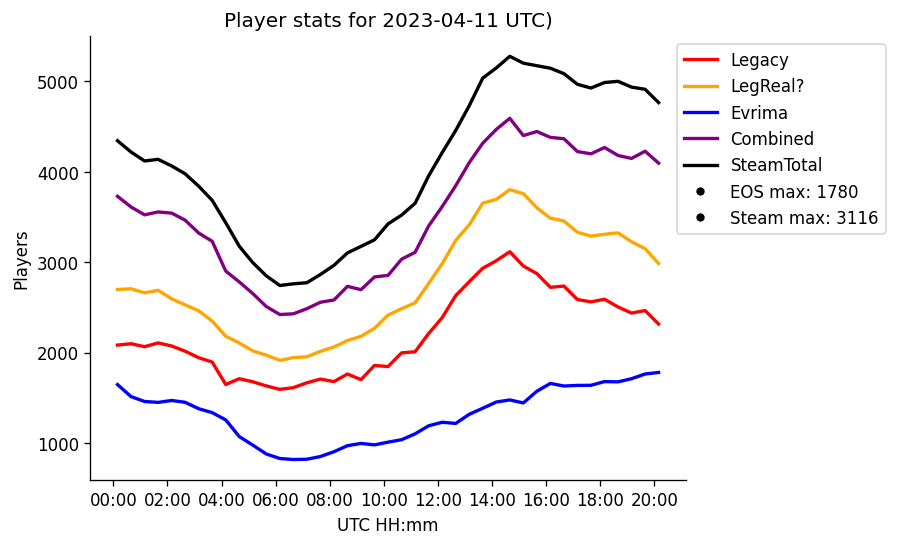 Player stats for 2023-04-11 UTC)
Players
5000
4000
3000
2000
1000
00:00 02:00 04:00 06:00 08:00 10:00 12:00 14:00 16:00 18:00 20:00
UTC HH:mm
Legacy
LegReal?
Evrima
Combined
SteamTotal
EOS max: 1780
Steam max: 3116